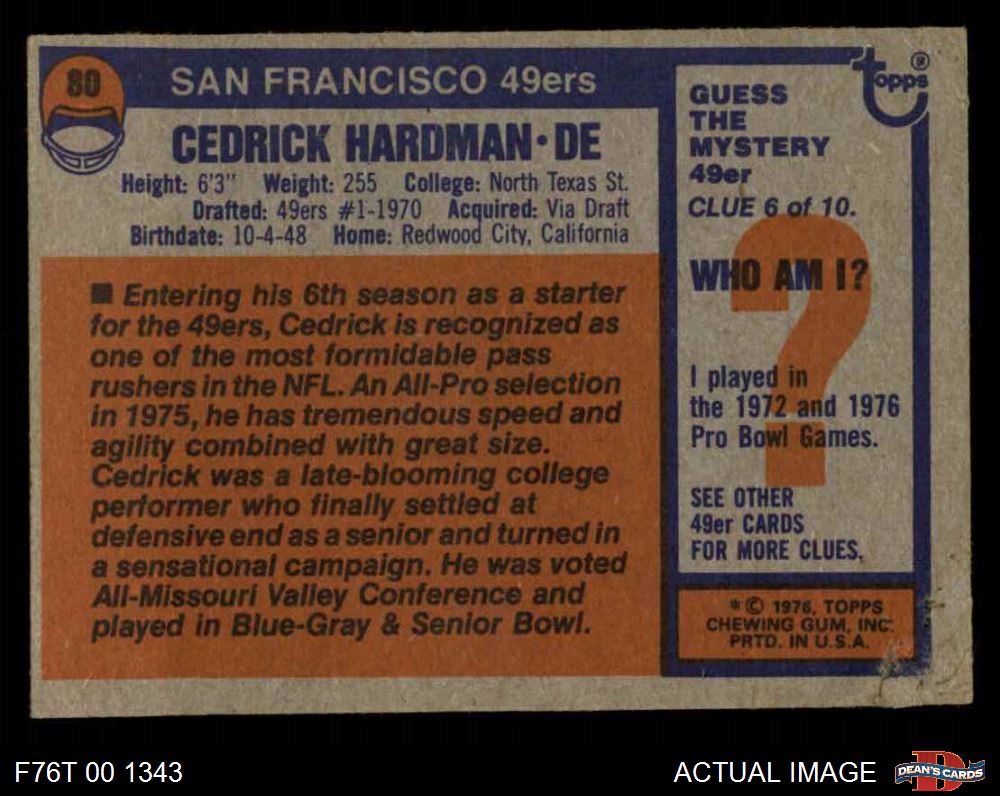 80
SAN FRANCISCO 49ers
CEDRICK HARDMAN • DE
Height: 6'3" Weight: 255 College: North Texas St.
Drafted: 49ers #1-1970 Acquired: Via Draft
Birthdate: 10-4-48 Home: Redwood City, California
■ Entering his 6th season as a starter
for the 49ers, Cedrick is recognized as
one of the most formidable pass
rushers in the NFL. An All-Pro selection
in 1975, he has tremendous speed and
agility combined with great size.
Cedrick was a late-blooming college
performer who finally settled at
defensive end as a senior and turned in
a sensational campaign. He was voted
All-Missouri Valley Conference and
played in Blue-Gray & Senior Bowl.
topps ®
GUESS
THE
MYSTERY
49er
CLUE 6 of 10.
?
WHO AM I?
I played in
the 1972 and 1976
Pro Bowl Games.
SEE OTHER
49er CARDS
FOR MORE CLUES.
* © 1976, TOPPS
CHEWING GUM, INC.
PRTD. IN U.S.A.
F76T 00 1343
ACTUAL IMAGE
D
DEAN'S CARDS